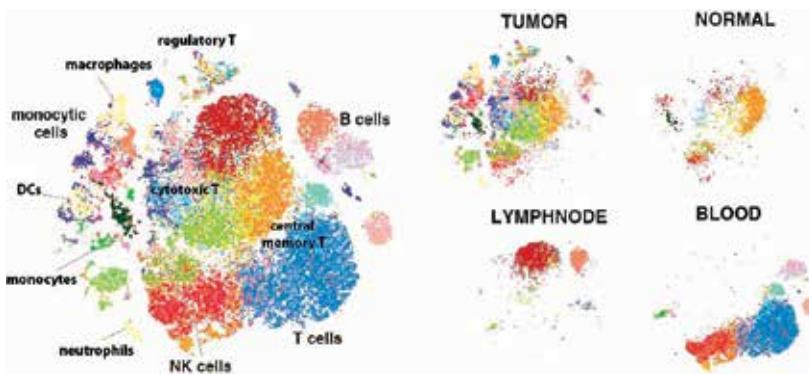 regulatory T
macrophages
monocytic
cells
B cells
DCs
cytotoxic T
central
memory T
monocytes
T cells
neutrophils
NK cells
TUMOR
NORMAL
LYMPHNODE
BLOOD